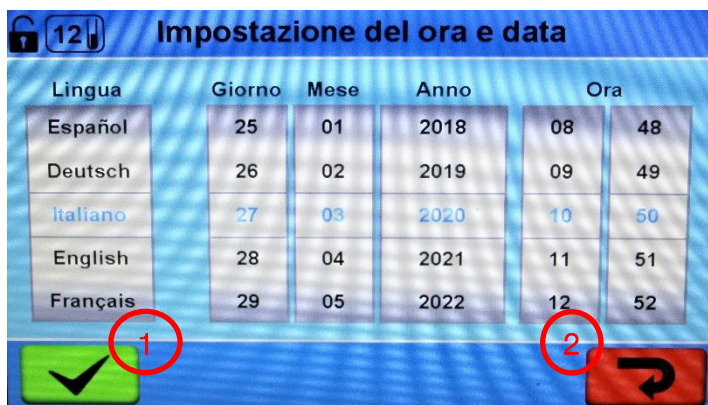 12 Impostazione del ora e data
Lingua Giorno Mese Anno Ora
Español 25 01 2018 08 48
Deutsch 26 02 2019 09 49
Italiano 27 03 2020 10 50
English 28 04 2021 11 51
Français 29 05 2022 12 52
1 2